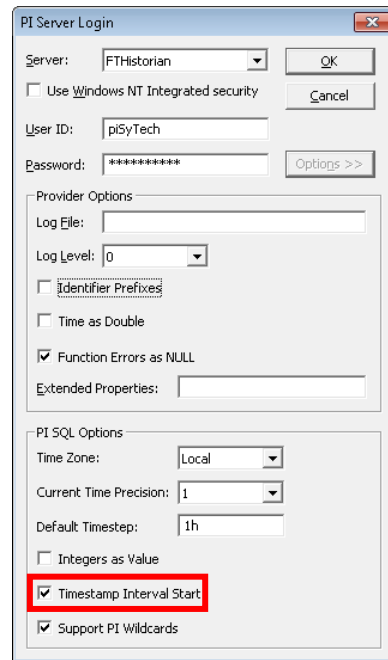 PI Server Login
Server: FTHistorian OK
Use Windows NT Integrated security Cancel
User ID: piSyTech
Password: ********** Options >>
Provider Options
Log File:
Log Level: 0
Identifier Prefixes
Time as Double
Function Errors as NULL
Extended Properties:
PI SQL Options
Time Zone: Local
Current Time Precision: 1
Default Timestep: 1h
Integers as Value
Timestamp Interval Start
Support PI Wildcards